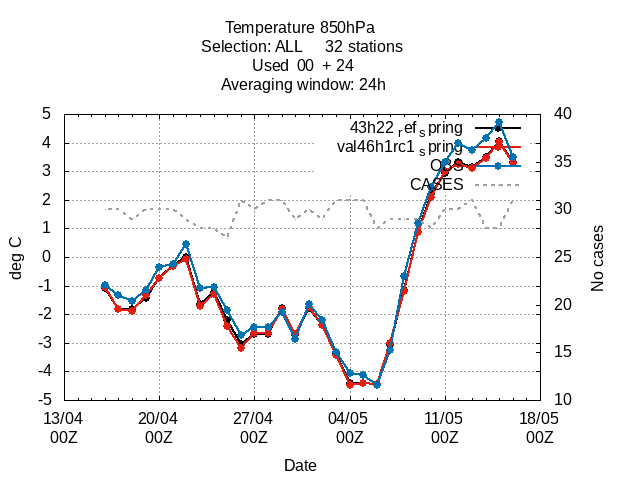 Temperature 850hPa
Selection: ALL 32 stations
Used 00 + 24
Averaging window: 24h
5 40
4 35
3
2 30
1
0 25
-1
-2 20
-3 15
-4
-5 10
43h22 ref spring
val46h1rc1 spring
OBS
CASES
deg C
No cases
13/04 20/04 27/04 04/05 11/05 18/05
00Z 00Z 00Z 00Z 00Z 00Z
Date